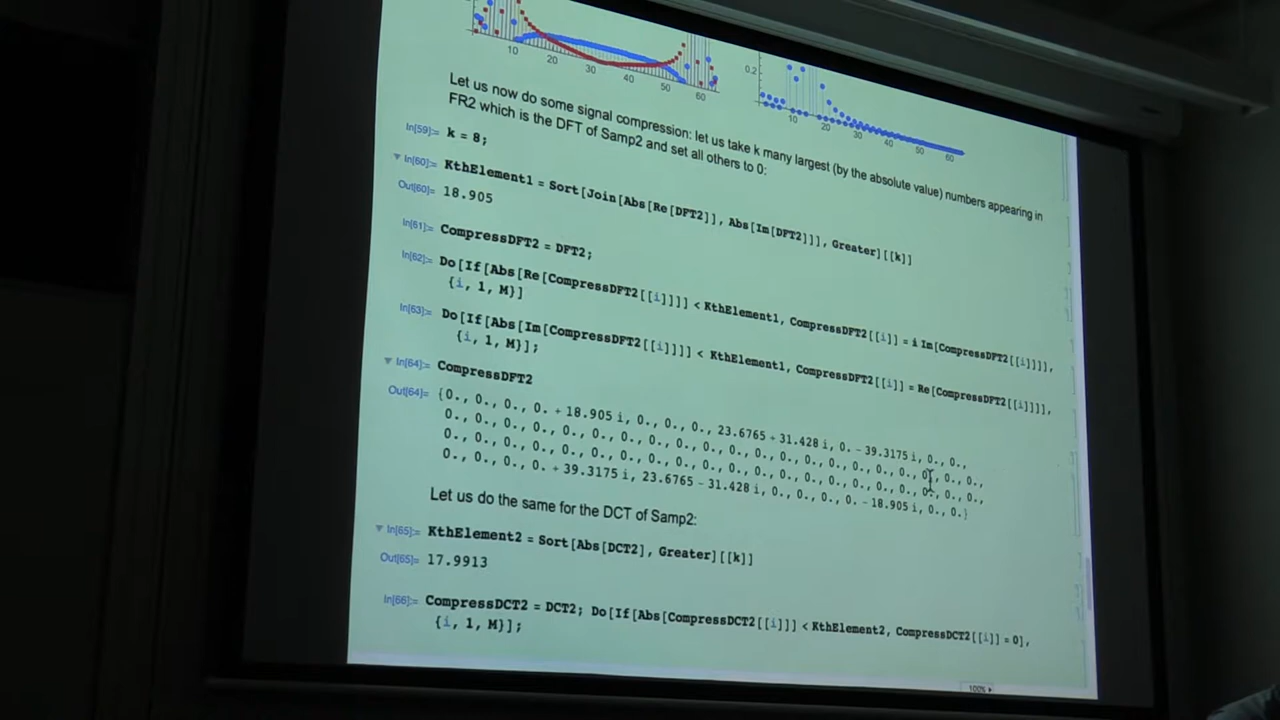 10
20
30
40
50
60
0.2
10
20
30
40
50
60
Let us now do some signal compression: let us take k many largest (by the absolute value) numbers appearing in
FR2 which is the DFT of Samp2 and set all others to 0:
In[59]:= k = 8;
In[60]:= KthElement1 = Sort[Join[Abs[Re[DFT2]], Abs[Im[DFT2]]], Greater][[k]]
Out[60]= 18.905
In[61]:= CompressDFT2 = DFT2;
In[62]:= Do[If[Abs[Re[CompressDFT2[[i]]]] < KthElement1, CompressDFT2[[i]] = i Im[CompressDFT2[[i]]]],
{i, 1, M}]
In[63]:= Do[If[Abs[Im[CompressDFT2[[i]]]] < KthElement1, CompressDFT2[[i]] = Re[CompressDFT2[[i]]]],
{i, 1, M}];
In[64]:= CompressDFT2
Out[64]= {0., 0., 0., 0. + 18.905 i, 0., 0., 0., 23.6765 + 31.428 i, 0. - 39.3175 i, 0., 0.,
0., 0., 0., 0., 0., 0., 0., 0., 0., 0., 0., 0., 0., 0., 0., 0., 0., 0., 0.,
0., 0., 0., 0., 0., 0., 0., 0., 0., 0., 0., 0., 0., 0., 0., 0., 0., 0., 0.,
0., 0., 0., 0. + 39.3175 i, 23.6765 - 31.428 i, 0., 0., 0., 0. - 18.905 i, 0., 0.}
Let us do the same for the DCT of Samp2:
In[65]:= KthElement2 = Sort[Abs[DCT2], Greater][[k]]
Out[65]= 17.9913
In[66]:= CompressDCT2 = DCT2; Do[If[Abs[CompressDCT2[[i]]] < KthElement2, CompressDCT2[[i]] = 0],
{i, 1, M}];
100%